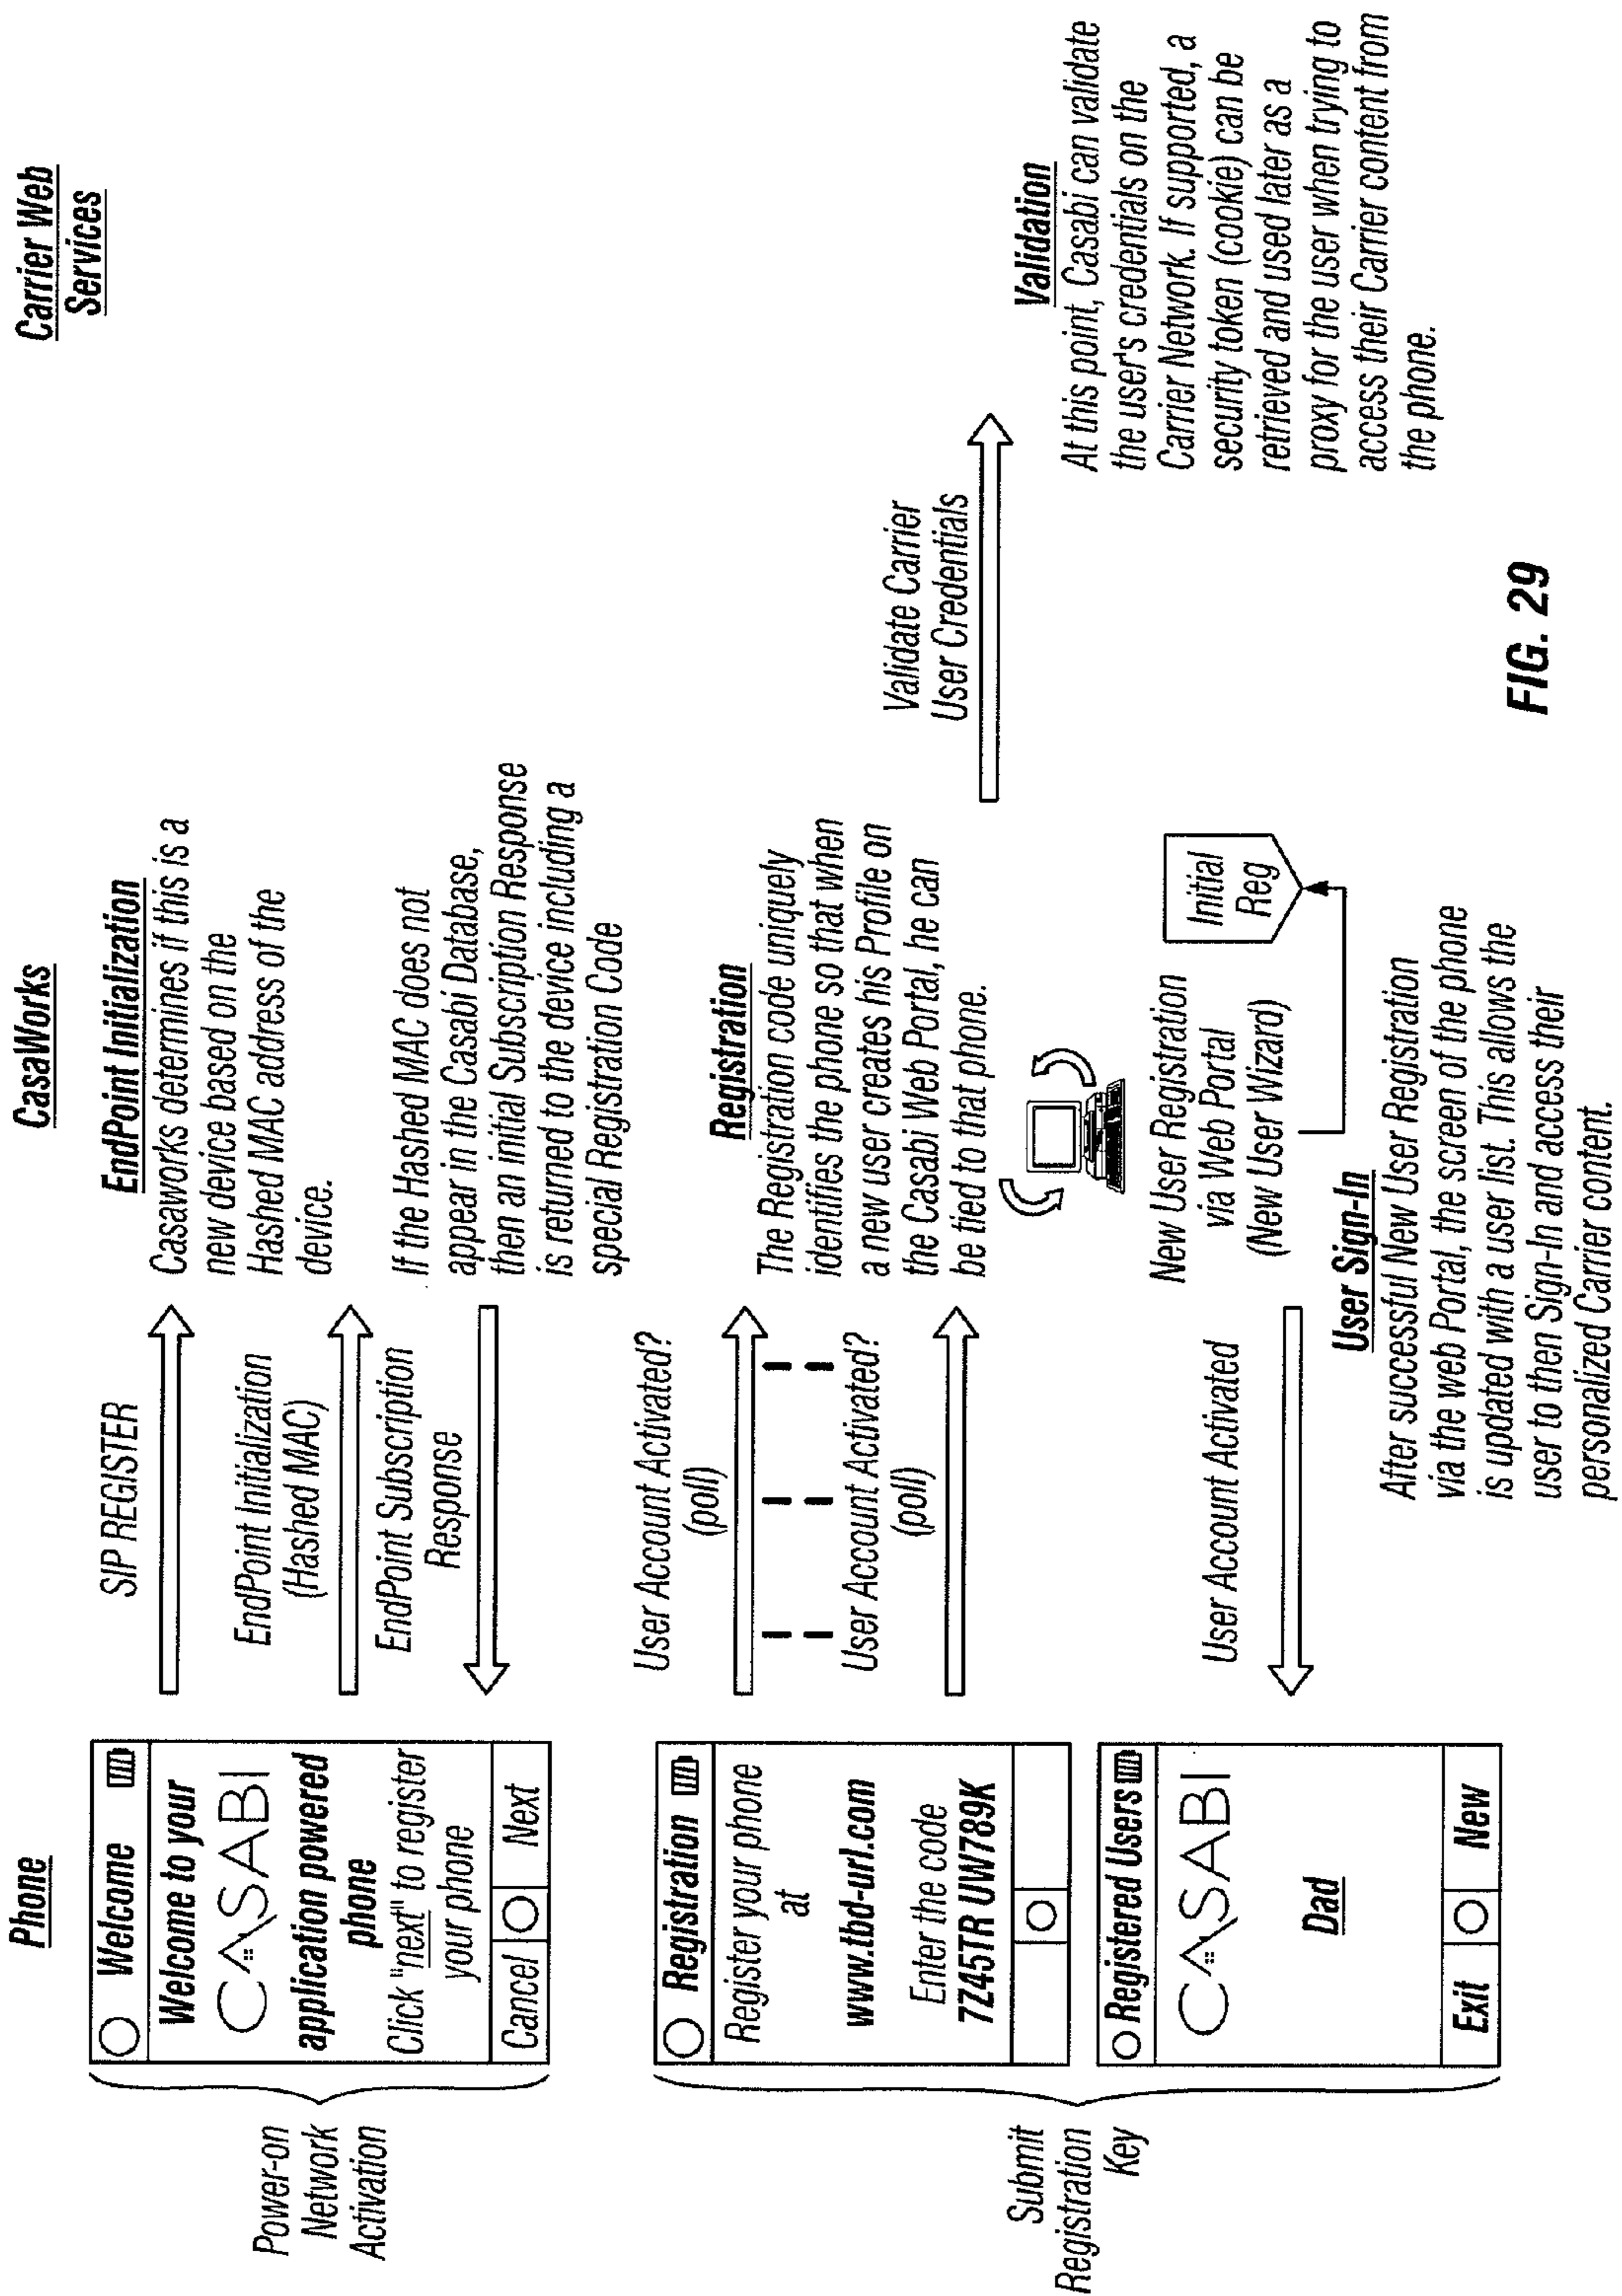 Phone
CasaWorks
Carrier Web
Services
Power-on
Network
Activation
Welcome
Welcome to your
CASABI
application powered
phone
Click "next" to register
your phone
Cancel
Next
SIP REGISTER
EndPoint Initialization
(Hashed MAC)
EndPoint Subscription
Response
EndPoint Initialization
Casaworks determines if this is a
new device based on the
Hashed MAC address of the
device.
If the Hashed MAC does not
appear in the Casabi Database,
then an initial Subscription Response
is returned to the device including a
special Registration Code
Submit
Registration
Key
Registration
Register your phone
at
www.tbd-url.com
Enter the code
7Z45TR UW789K
User Account Activated?
(poll)
User Account Activated?
(poll)
Registration
The Registration code uniquely
identifies the phone so that when
a new user creates his Profile on
the Casabi Web Portal, he can
be tied to that phone.
Validate Carrier
User Credentials
Validation
At this point, Casabi can validate
the user's credentials on the
Carrier Network. If supported, a
security token (cookie) can be
retrieved and used later as a
proxy for the user when trying to
access their Carrier content from
the phone.
New User Registration
via Web Portal
(New User Wizard)
Initial
Reg
Registered Users
CASABI
Dad
Exit
New
User Account Activated
User Sign-In
After successful New User Registration
via the web Portal, the screen of the phone
is updated with a user list. This allows the
user to then Sign-In and access their
personalized Carrier content.
FIG. 29